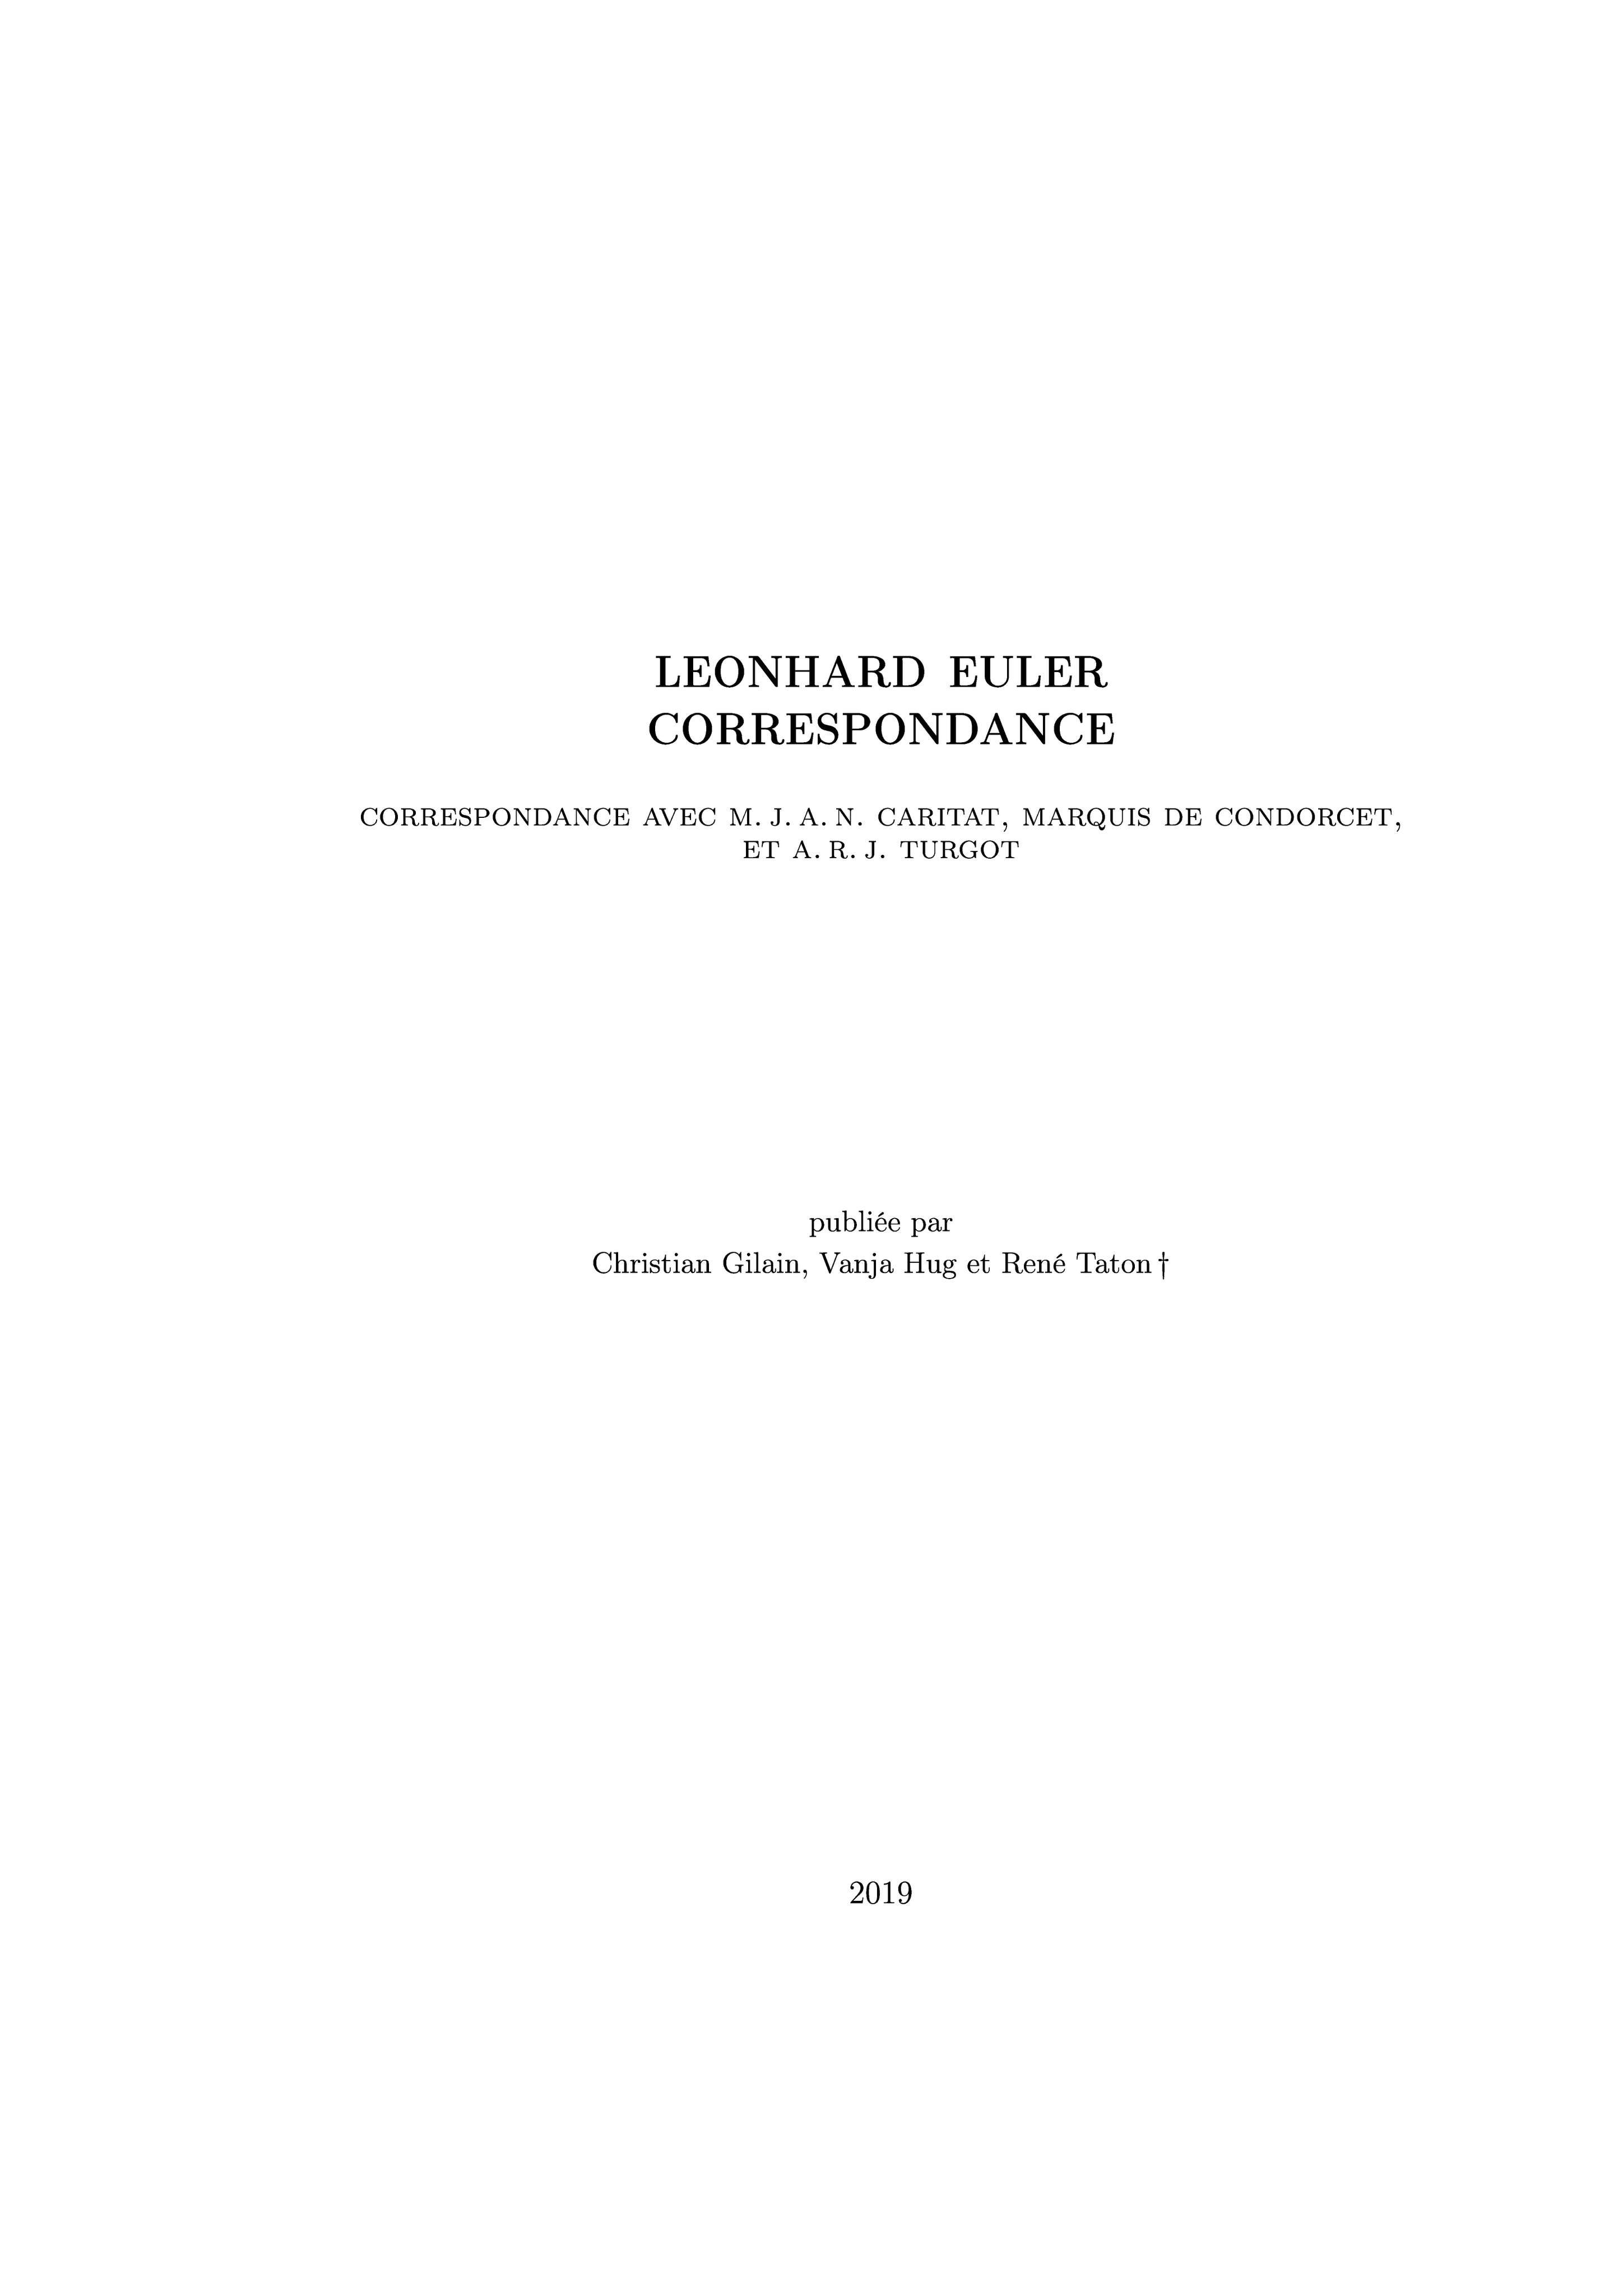 LEONHARD EULER
CORRESPONDANCE
CORRESPONDANCE AVEC M. J. A. N. CARITAT, MARQUIS DE CONDORCET,
ET A. R. J. TURGOT
publiée par
Christian Gilain, Vanja Hug et René Taton †
2019